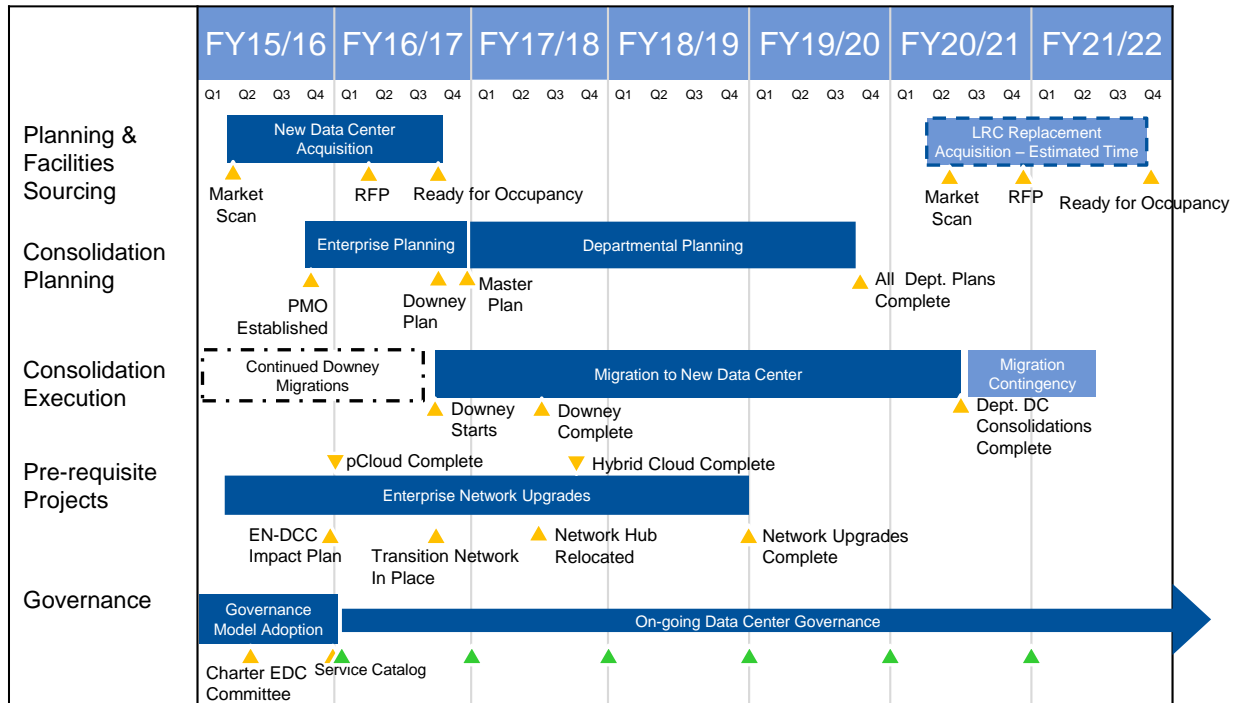 FY15/16 FY16/17 FY17/18 FY18/19 FY19/20 FY20/21 FY21/22
Q1 Q2 Q3 Q4 Q1 Q2 Q3 Q4 Q1 Q2 Q3 Q4 Q1 Q2 Q3 Q4 Q1 Q2 Q3 Q4 Q1 Q2 Q3 Q4 Q1 Q2 Q3 Q4
Planning &
Facilities
Sourcing
New Data Center
Acquisition
LRC Replacement
Acquisition – Estimated Time
Market
Scan
RFP
Ready for Occupancy
Market
Scan
RFP
Ready for Occupancy
Consolidation
Planning
Enterprise Planning
Departmental Planning
PMO
Established
Downey
Plan
Master
Plan
All Dept. Plans
Complete
Consolidation
Execution
Continued Downey
Migrations
Migration to New Data Center
Migration
Contingency
Downey
Starts
Downey
Complete
Dept. DC
Consolidations
Complete
Pre-requisite
Projects
pCloud Complete
Hybrid Cloud Complete
Enterprise Network Upgrades
EN-DCC
Impact Plan
Transition Network
In Place
Network Hub
Relocated
Network Upgrades
Complete
Governance
Governance
Model Adoption
On-going Data Center Governance
Charter EDC
Committee
Service Catalog